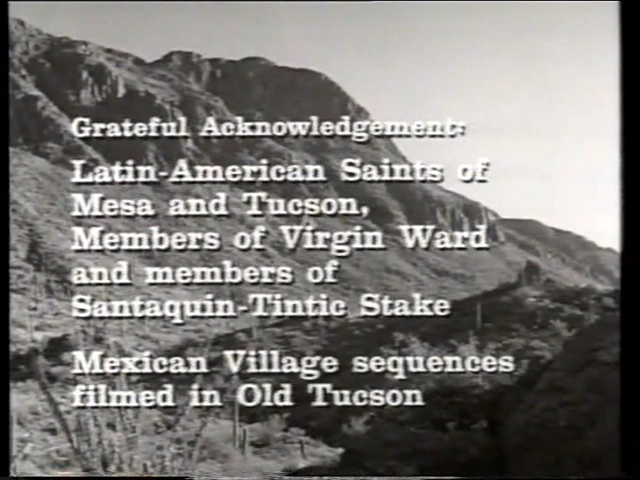 Grateful Acknowledgement:
Latin-American Saints of
Mesa and Tucson,
Members of Virgin Ward
and members of
Santaquin-Tintic Stake
Mexican Village sequences
filmed in Old Tucson